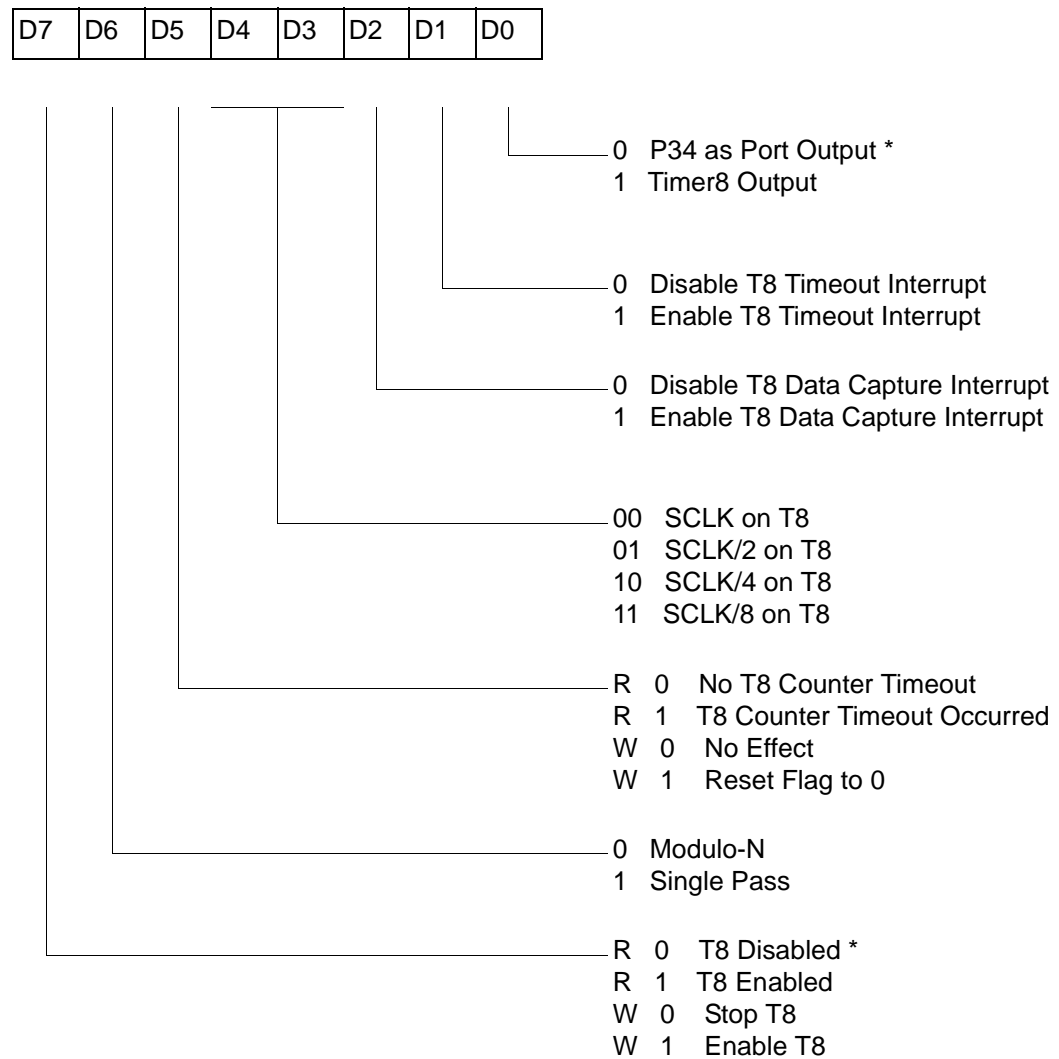 D7 D6 D5 D4 D3 D2 D1 D0
0 P34 as Port Output *
1 Timer8 Output
0 Disable T8 Timeout Interrupt
1 Enable T8 Timeout Interrupt
0 Disable T8 Data Capture Interrupt
1 Enable T8 Data Capture Interrupt
00 SCLK on T8
01 SCLK/2 on T8
10 SCLK/4 on T8
11 SCLK/8 on T8
R 0 No T8 Counter Timeout
R 1 T8 Counter Timeout Occurred
W 0 No Effect
W 1 Reset Flag to 0
0 Modulo-N
1 Single Pass
R 0 T8 Disabled *
R 1 T8 Enabled
W 0 Stop T8
W 1 Enable T8